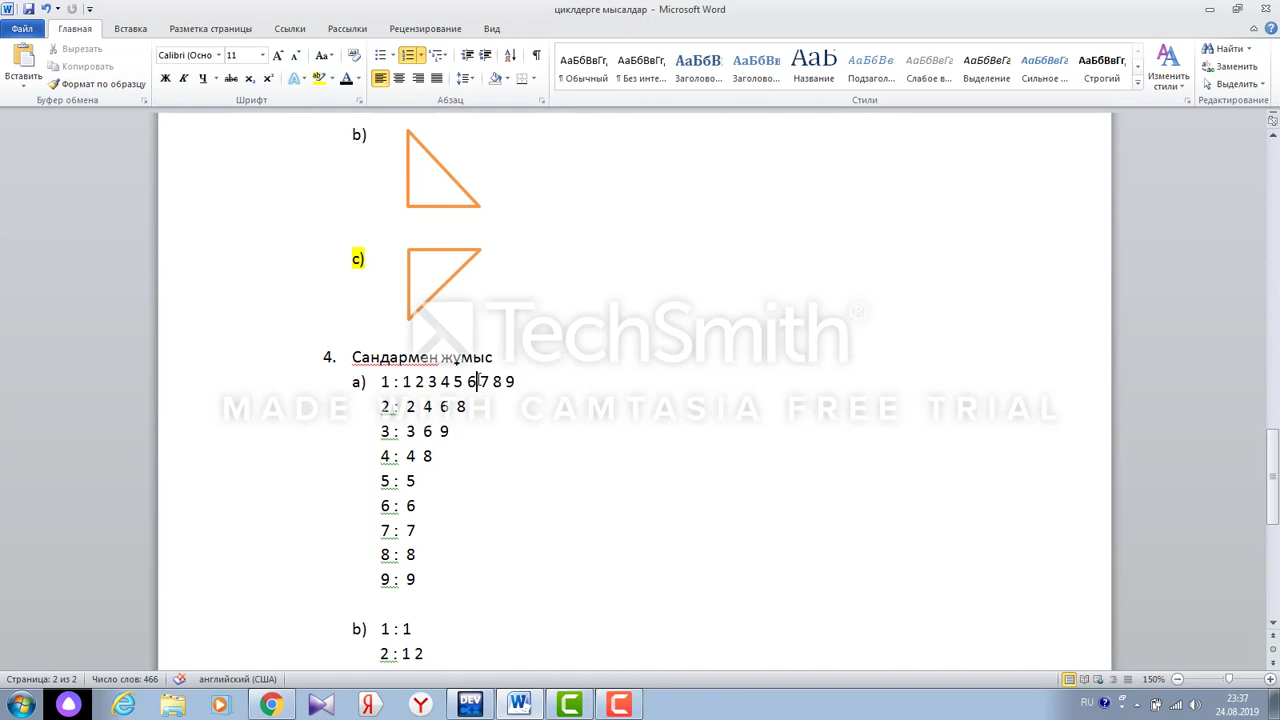 циклдерге мысалдар - Microsoft Word
Файл Главная Вставка Разметка страницы Ссылки Рассылки Рецензирование Вид
Вставить
Вырезать
Копировать
Формат по образцу
Буфер обмена
Calibri (Осно 11
Шрифт
Абзац
АаБбВвГг, АаБбВвГг, АаБбВ АаБбВв АаБ АаБбВв АаБбВвГг АаБбВвГг АаБбВвГг АаБбВвГг
¶ Обычный ¶ Без инте... Заголово... Заголово... Название Подзагол... Слабое в... Выделение Сильное ... Строгий
Стили
Изменить стили
Найти
Заменить
Выделить
Редактирование
b)
c)
4. Сандармен жұмыс
a) 1 : 1 2 3 4 5 6 7 8 9
2 : 2 4 6 8
3 : 3 6 9
4 : 4 8
5 : 5
6 : 6
7 : 7
8 : 8
9 : 9
b) 1 : 1
2 : 1 2
TechSmith®
MADE WITH CAMTASIA FREE TRIAL
Страница: 2 из 2 Число слов: 466 английский (США) 150%
DEV
RU
23:37
24.08.2019